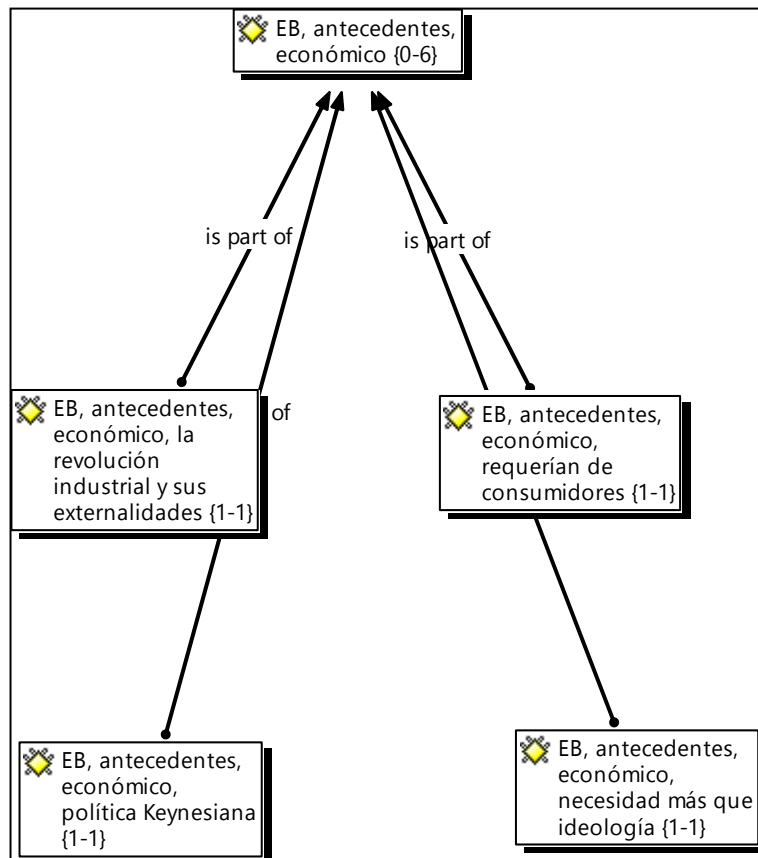 EB, antecedentes,
económico {0-6}
is part of
is part of
EB, antecedentes,
económico, la
revolución
industrial y sus
externalidades {1-1}
of
EB, antecedentes,
económico,
requerían de
consumidores {1-1}
EB, antecedentes,
económico,
política Keynesiana
{1-1}
EB, antecedentes,
económico,
necesidad más que
ideología {1-1}